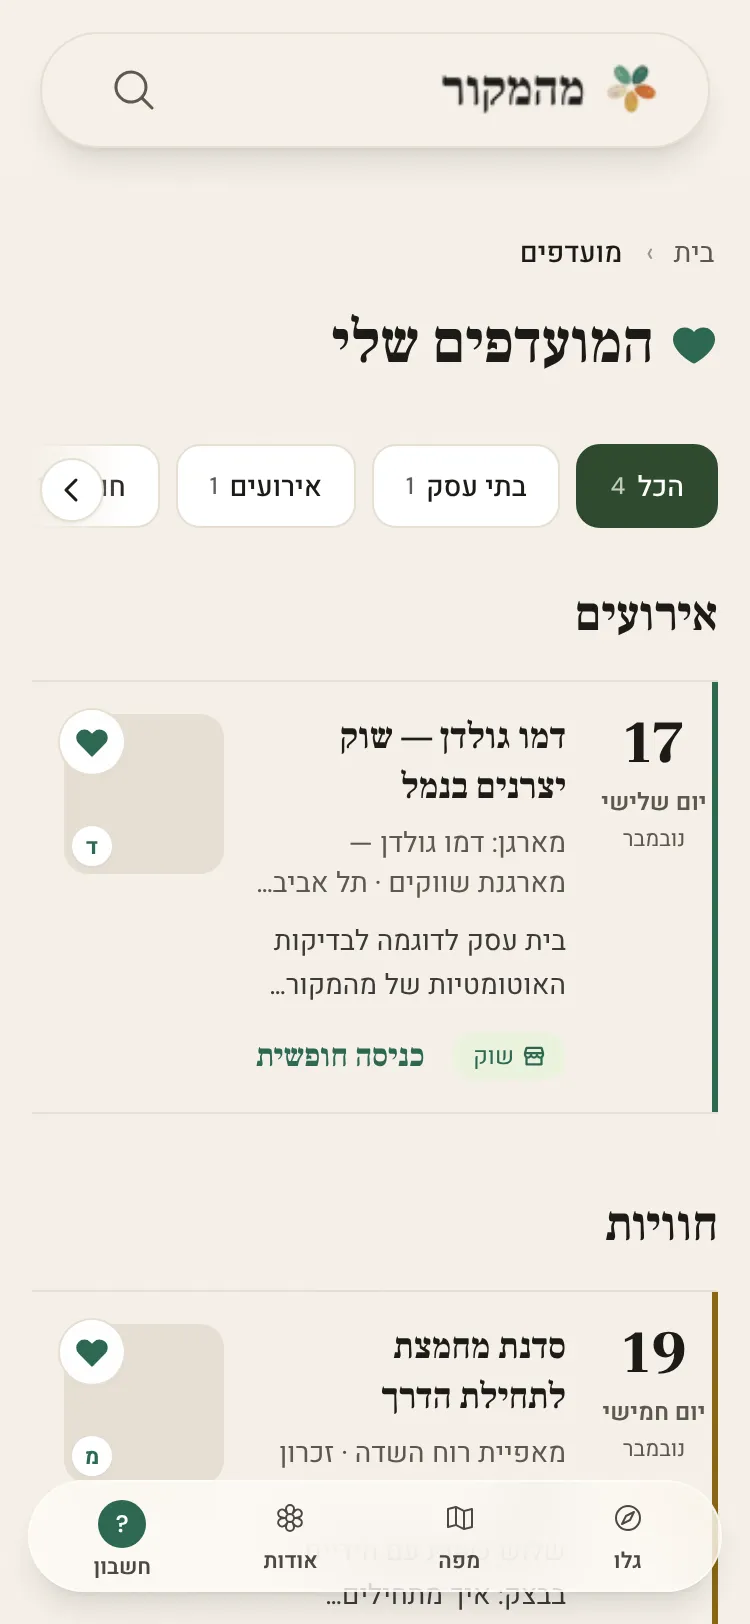 מהמקור
בית › מועדפים
המועדפים שלי
הכל 4
בתי עסק 1
אירועים 1
חו
אירועים
17
יום שלישי
נובמבר
דמו גולדן — שוק
יצרנים בנמל
מארגן: דמו גולדן –
מארגנת שווקים · תל אביב...
בית עסק לדוגמה לבדיקות
האוטומטיות של מהמקור...
שוק
כניסה חופשית
ד
חוויות
19
יום חמישי
נובמבר
סדנת מחמצת
לתחילת הדרך
מאפיית רוח השדה · זכרון
מ
בבצק: איך מתחילים...
גלו
מפה
אודות
?
חשבון